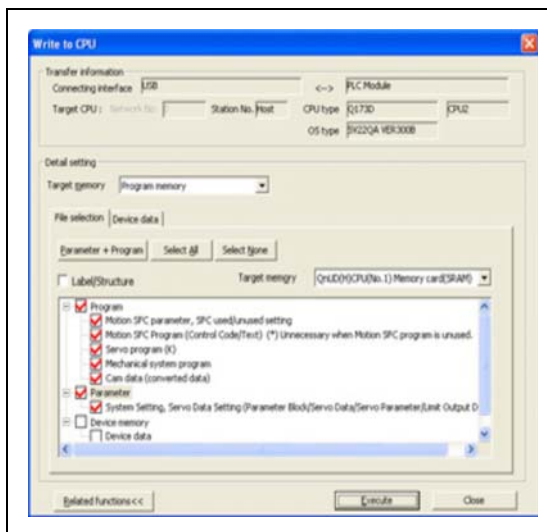 Write to CPU
Transfer information
Connecting interface USB <--> PLC Module
Target CPU : Network No. Station No. Host CPU type Q173D CPU2
OS type SV22QA VER300B
Detail setting
Target memory Program memory
File selection Device data
Parameter + Program Select All Select None
Label/Structure Target memory QnUD(H)CPU(No.1) Memory card(SRAM)
Program
Motion SFC parameter, SFC used/unused setting
Motion SFC Program (Control Code/Text) (*) Unnecessary when Motion SFC program is unused.
Servo program (K)
Mechanical system program
Cam data (converted data)
Parameter
System Setting, Servo Data Setting (Parameter Block/Servo Data/Servo Parameter/Limit Output D
Device memory
Device data
Related functions<< Execute Close